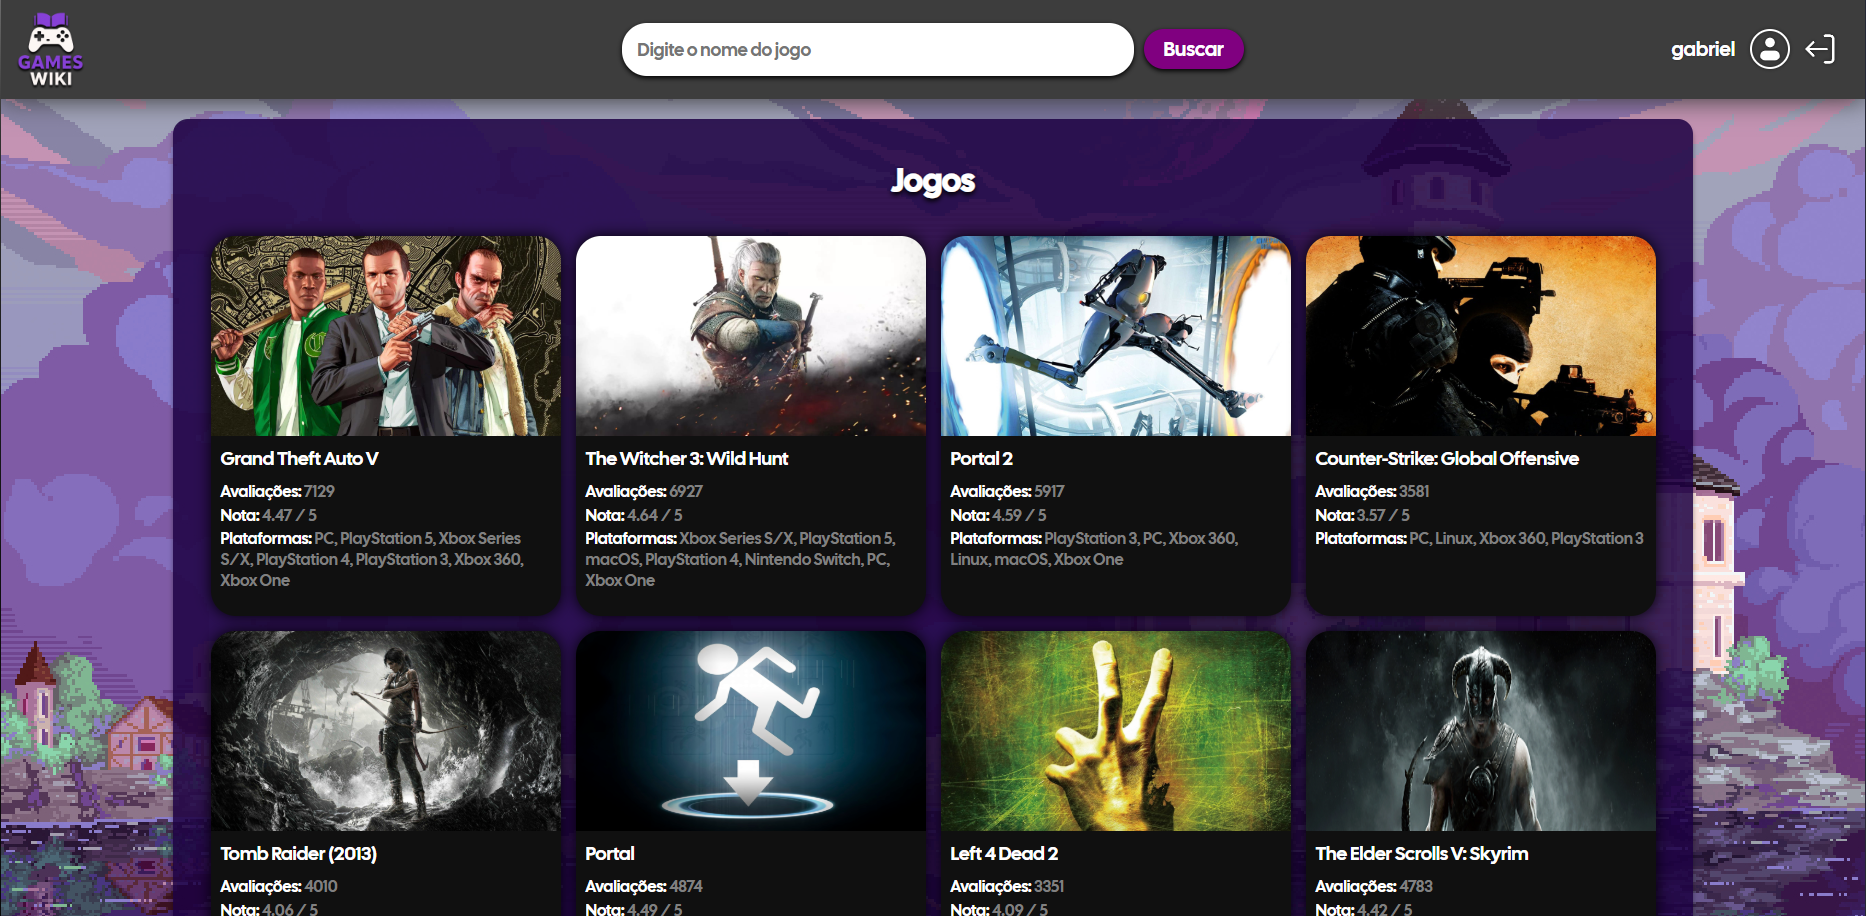 GAMES
WIKI
Digite o nome do jogo
Buscar
gabriel
Jogos
Grand Theft Auto V
Avaliações: 7129
Nota: 4.47 / 5
Plataformas: PC, PlayStation 5, Xbox Series
S/X, PlayStation 4, PlayStation 3, Xbox 360,
Xbox One
The Witcher 3: Wild Hunt
Avaliações: 6927
Nota: 4.64 / 5
Plataformas: Xbox Series S/X, PlayStation 5,
macOS, PlayStation 4, Nintendo Switch, PC,
Xbox One
Portal 2
Avaliações: 5917
Nota: 4.59 / 5
Plataformas: PlayStation 3, PC, Xbox 360,
Linux, macOS, Xbox One
Counter-Strike: Global Offensive
Avaliações: 3581
Nota: 3.57 / 5
Plataformas: PC, Linux, Xbox 360, PlayStation 3
Tomb Raider (2013)
Avaliações: 4010
Nota: 4.06 / 5
Portal
Avaliações: 4874
Nota: 4.49 / 5
Left 4 Dead 2
Avaliações: 3351
Nota: 4.09 / 5
The Elder Scrolls V: Skyrim
Avaliações: 4783
Nota: 4.42 / 5